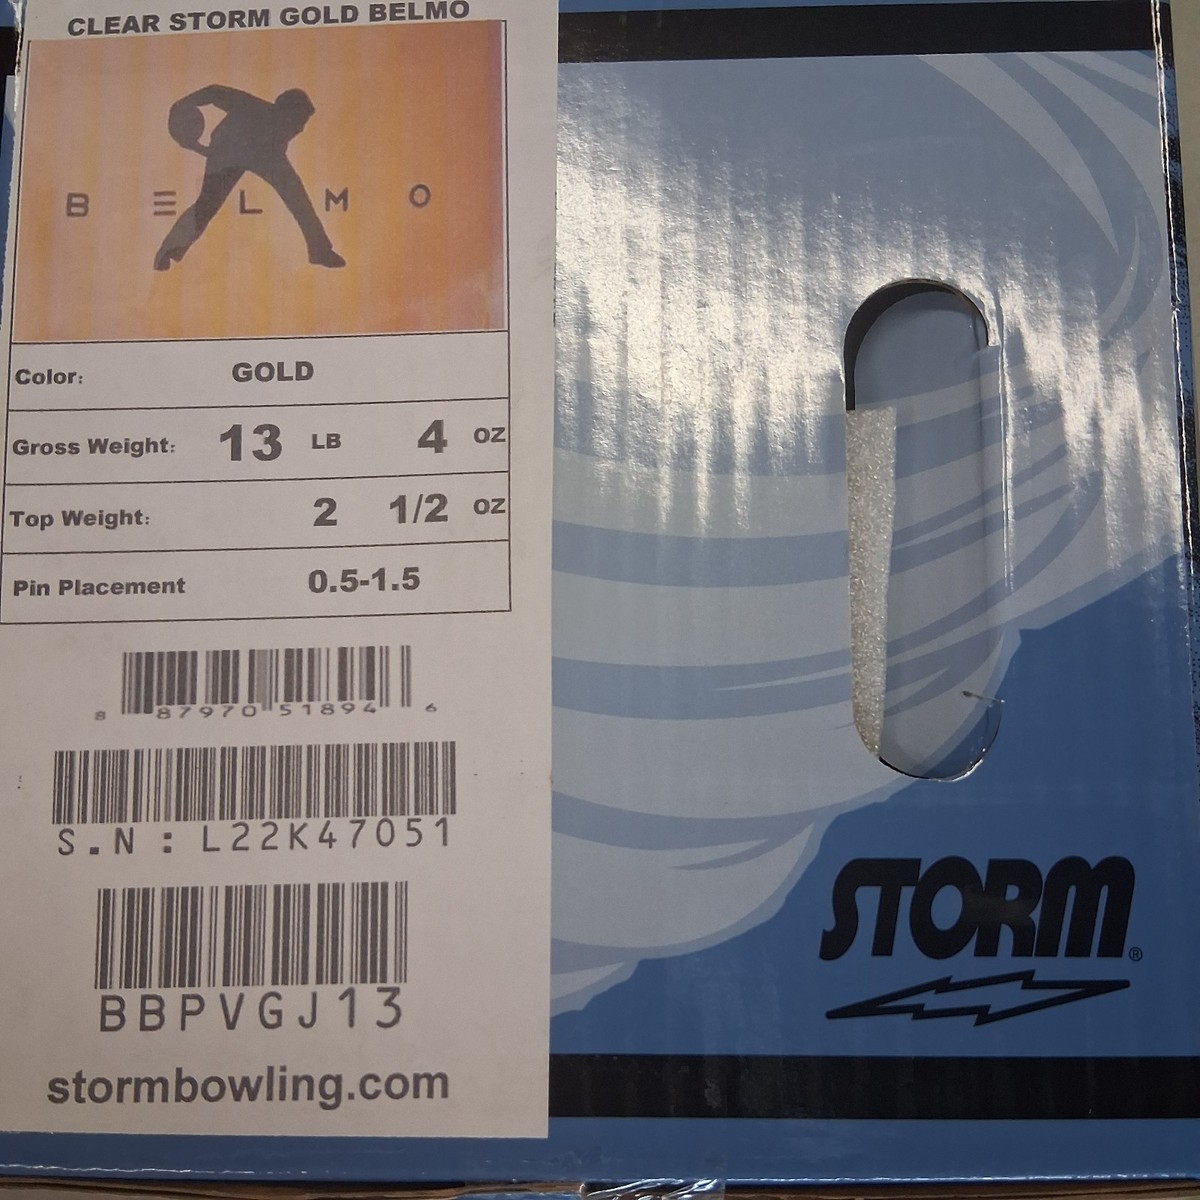 CLEAR STORM GOLD BELMO
B E L M O
Color: GOLD
Gross Weight: 13 LB 4 OZ
Top Weight: 2 1/2 OZ
Pin Placement 0.5-1.5
8 87970 51894 6
S.N : L22K47051
BBPVGJ13
stormbowling.com
STORM®